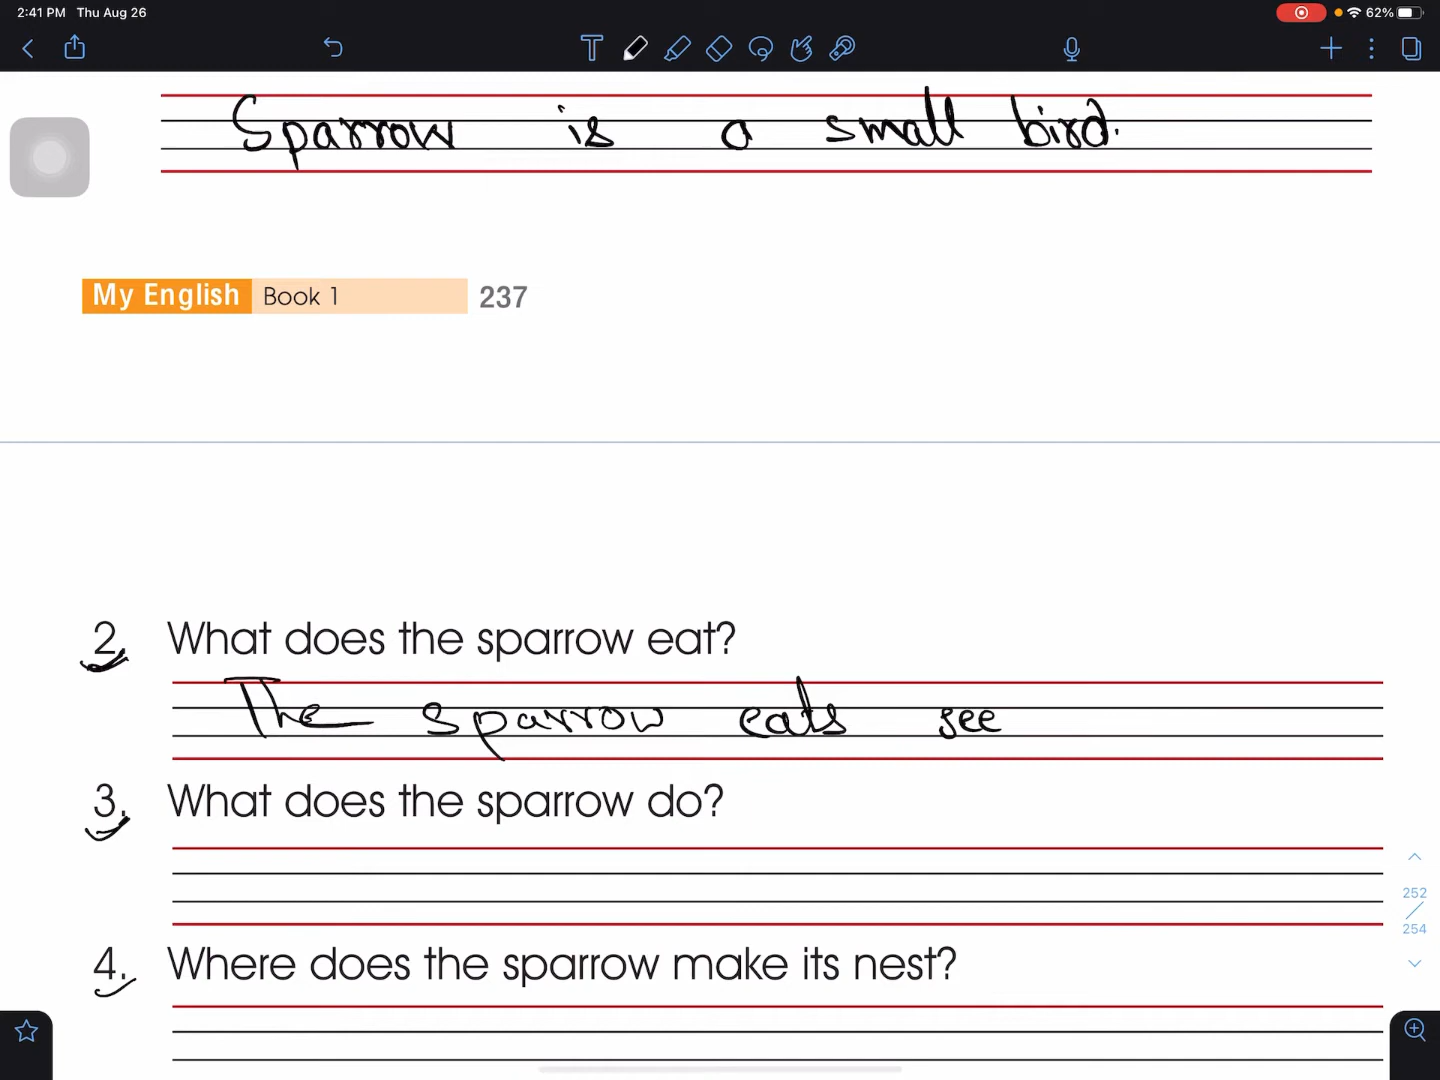 2:41 PM Thu Aug 26
62%
T
Sparrow is a small bird.
My English Book 1 237
2. What does the sparrow eat?
The sparrow eats see
3. What does the sparrow do?
252
254
4. Where does the sparrow make its nest?